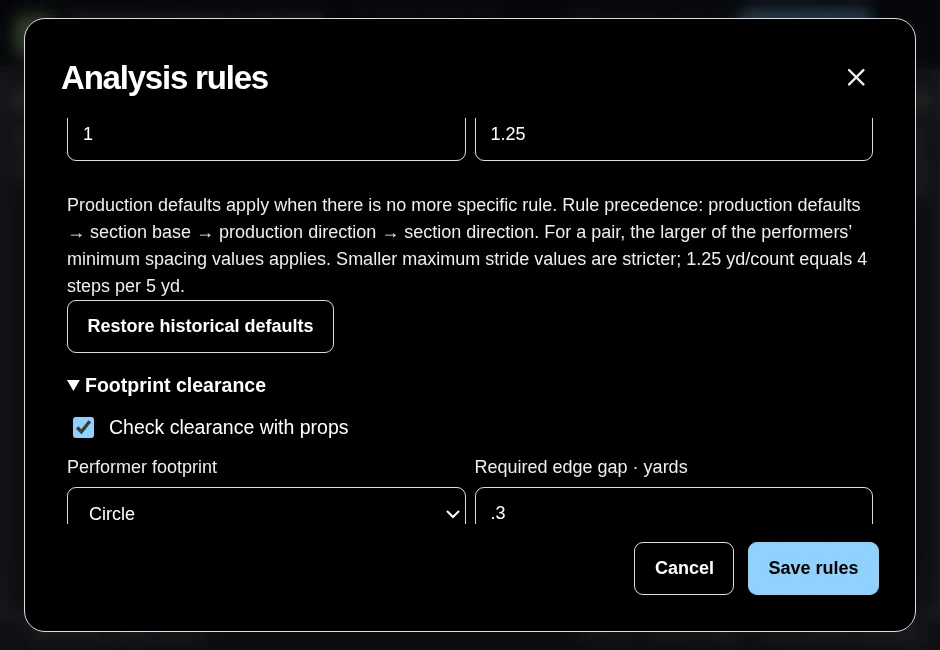 Analysis rules
1
1.25
Production defaults apply when there is no more specific rule. Rule precedence: production defaults
→ section base → production direction → section direction. For a pair, the larger of the performers’
minimum spacing values applies. Smaller maximum stride values are stricter; 1.25 yd/count equals 4
steps per 5 yd.
Restore historical defaults
Footprint clearance
Check clearance with props
Performer footprint
Required edge gap · yards
Circle
.3
Cancel
Save rules